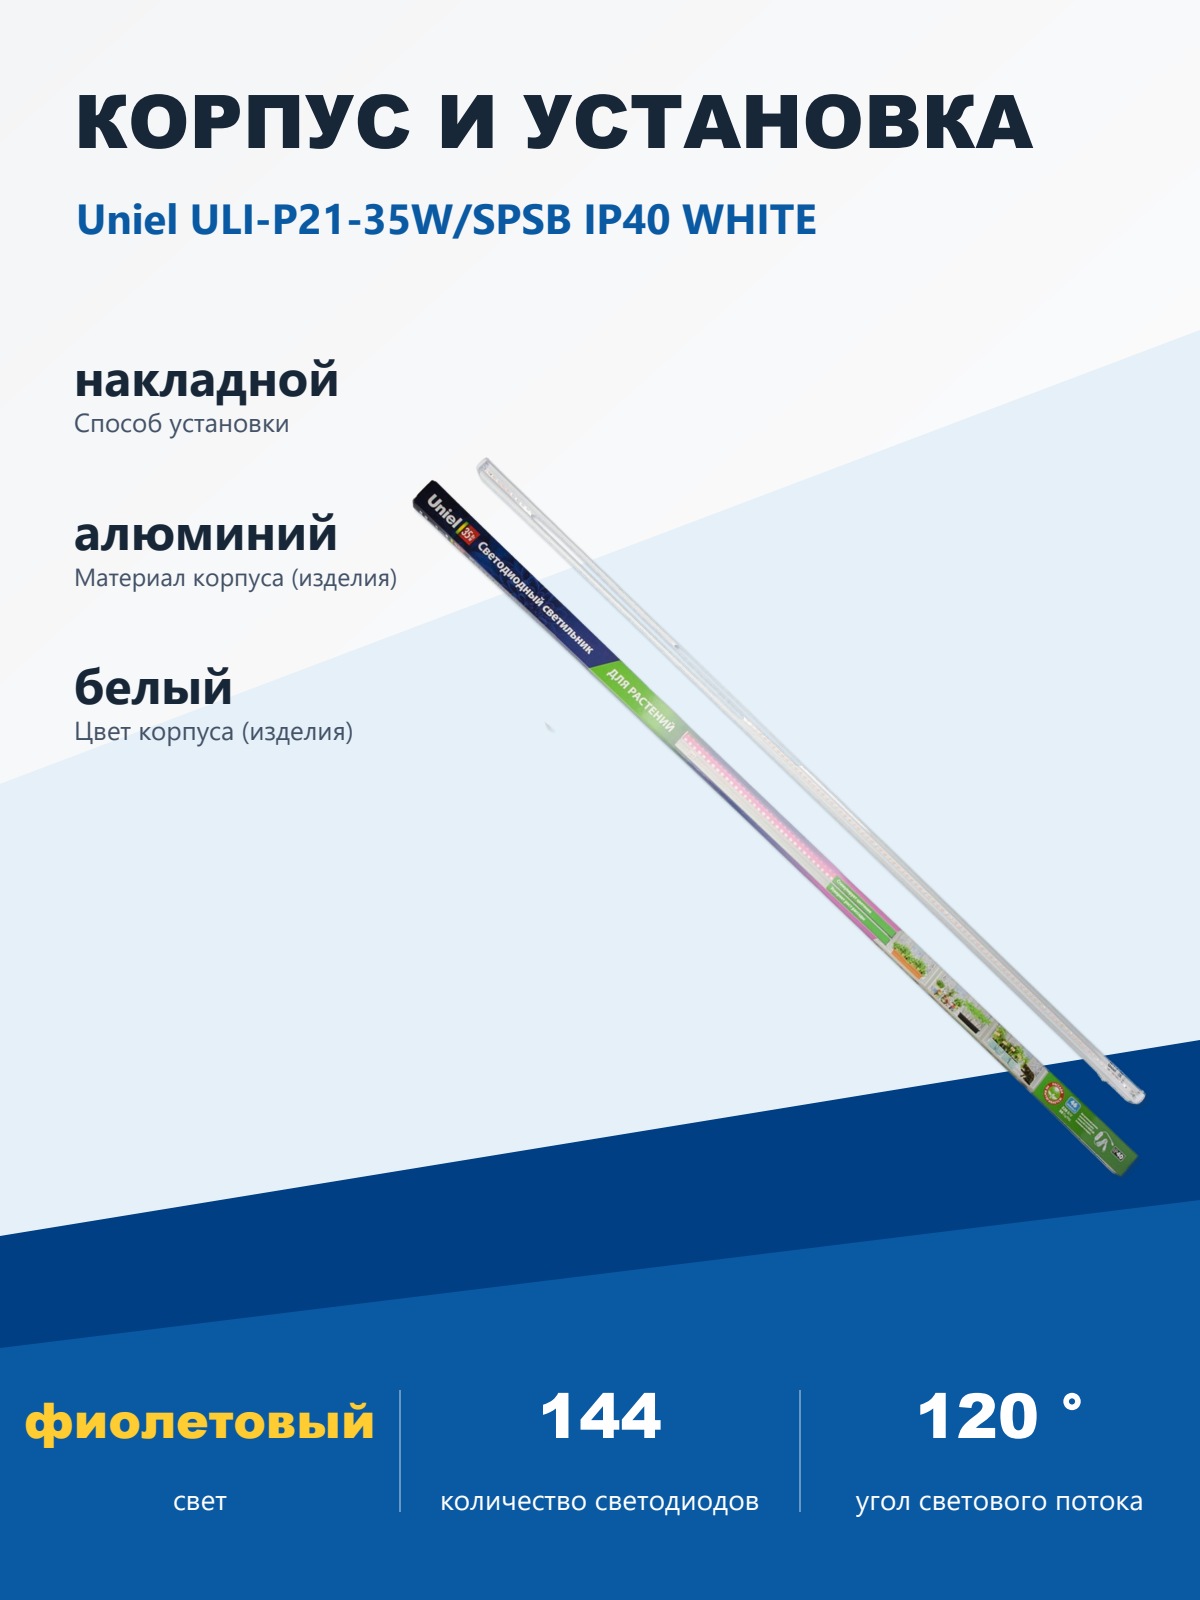 КОРПУС И УСТАНОВКА
Uniel ULI-P21-35W/SPSB IP40 WHITE
накладной
Способ установки
алюминий
Материал корпуса (изделия)
белый
Цвет корпуса (изделия)
Uniel 35
Светодиодный светильник
ДЛЯ РАСТЕНИЙ
фиолетовый
свет
144
количество светодиодов
120 °
угол светового потока